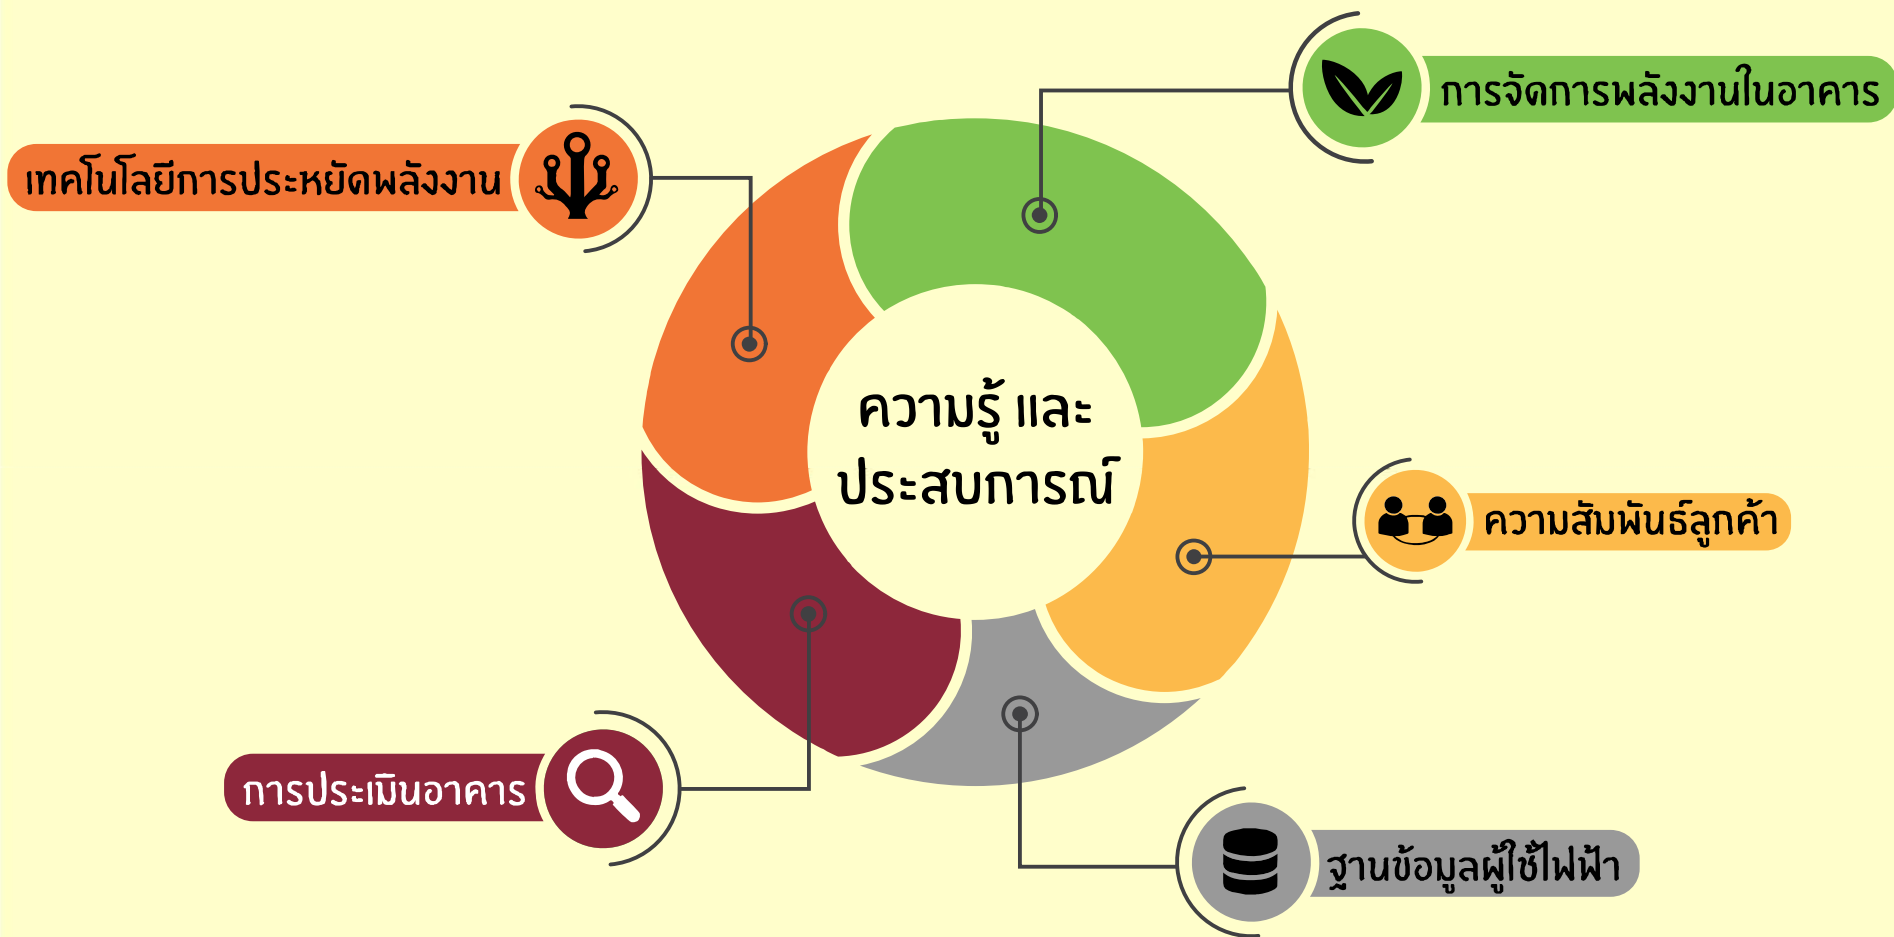 การจัดการพลังงานในอาคาร
เทคโนโลยีการประหยัดพลังงาน
ความรู้ และ
ประสบการณ์
ความสัมพันธ์ลูกค้า
การประเมินอาคาร
ฐานข้อมูลผู้ใช้ไฟฟ้า